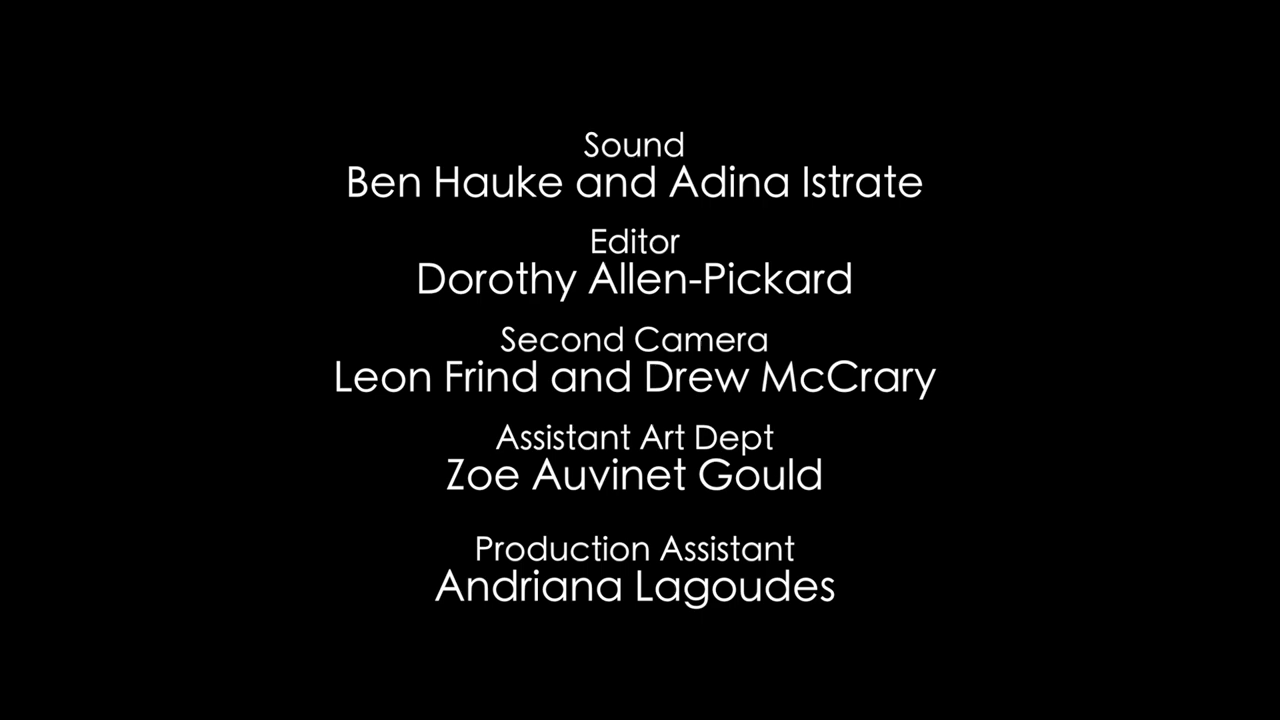 Sound
Ben Hauke and Adina Istrate
Editor
Dorothy Allen-Pickard
Second Camera
Leon Frind and Drew McCrary
Assistant Art Dept
Zoe Auvinet Gould
Production Assistant
Andriana Lagoudes